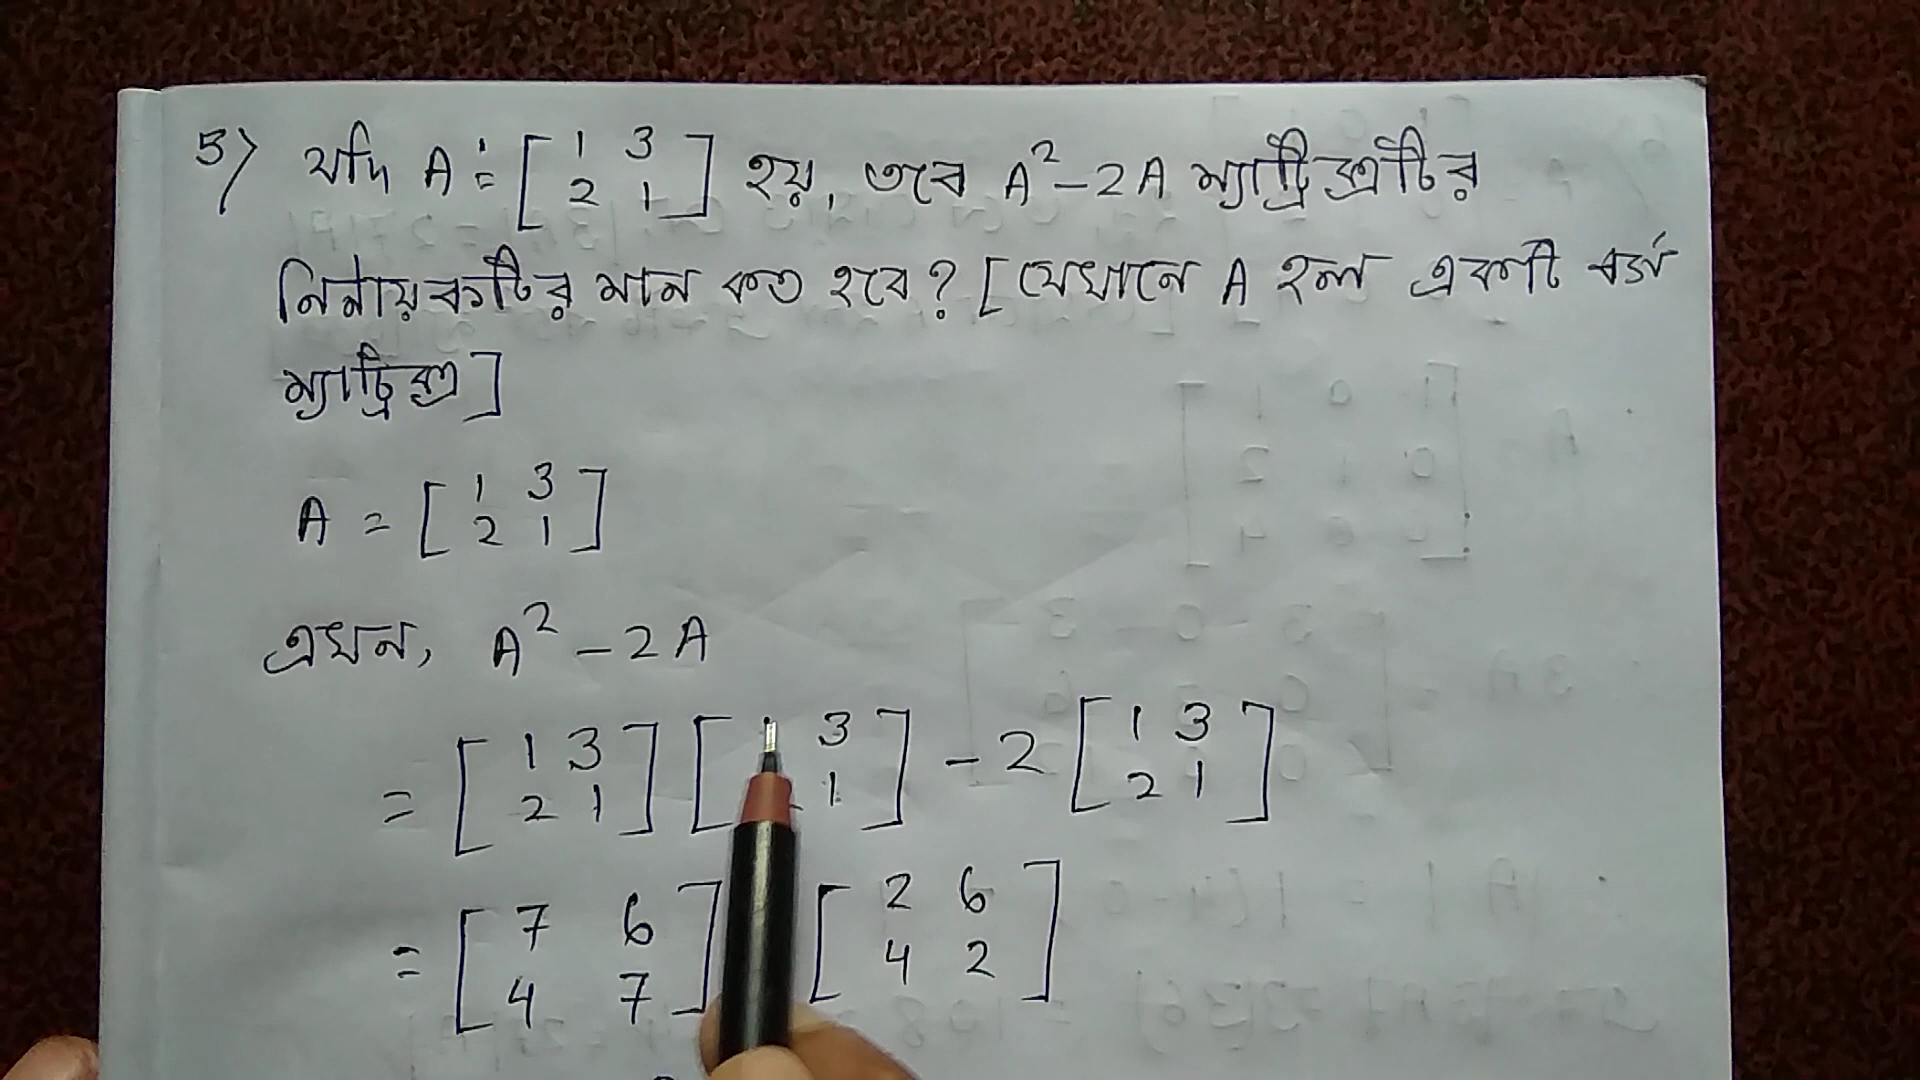 5) যদি A = [ 1 3 ; 2 1 ] হয়, তবে A² - 2A ম্যাট্রিক্সটির
নির্ণায়কটির মান কত হবে? [ যেখানে A হল একটি বর্গ
ম্যাট্রিক্স ]
A = [ 1 3 ; 2 1 ]
এখন, A² - 2A
= [ 1 3 ; 2 1 ] [ 3 ; 1 ] - 2 [ 1 3 ; 2 1 ]
= [ 7 6 ; 4 7 ] [ 2 6 ; 4 2 ]